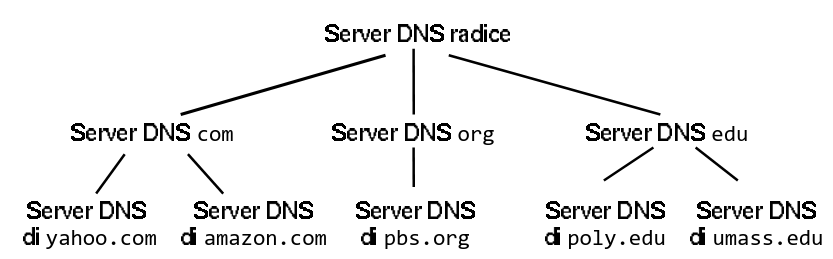 Server DNS radice
Server DNS com
Server DNS org
Server DNS edu
Server DNS
di yahoo.com
Server DNS
di amazon.com
Server DNS
di pbs.org
Server DNS
di poly.edu
Server DNS
di umass.edu